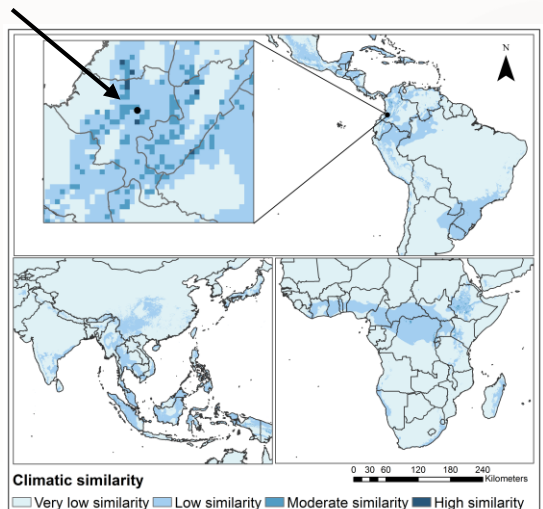 N
Climatic similarity
0 30 60 120 180 240
Kilometers
Very low similarity Low similarity Moderate similarity High similarity